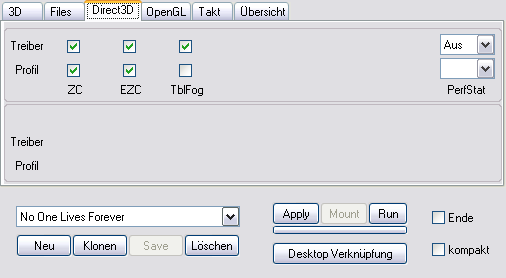 3D Files Direct3D OpenGL Takt Übersicht
Treiber Aus
Profil
ZC EZC TblFog PerfStat
Treiber
Profil
No One Lives Forever Apply Mount Run Ende
Neu Klonen Save Löschen Desktop Verknüpfung kompakt